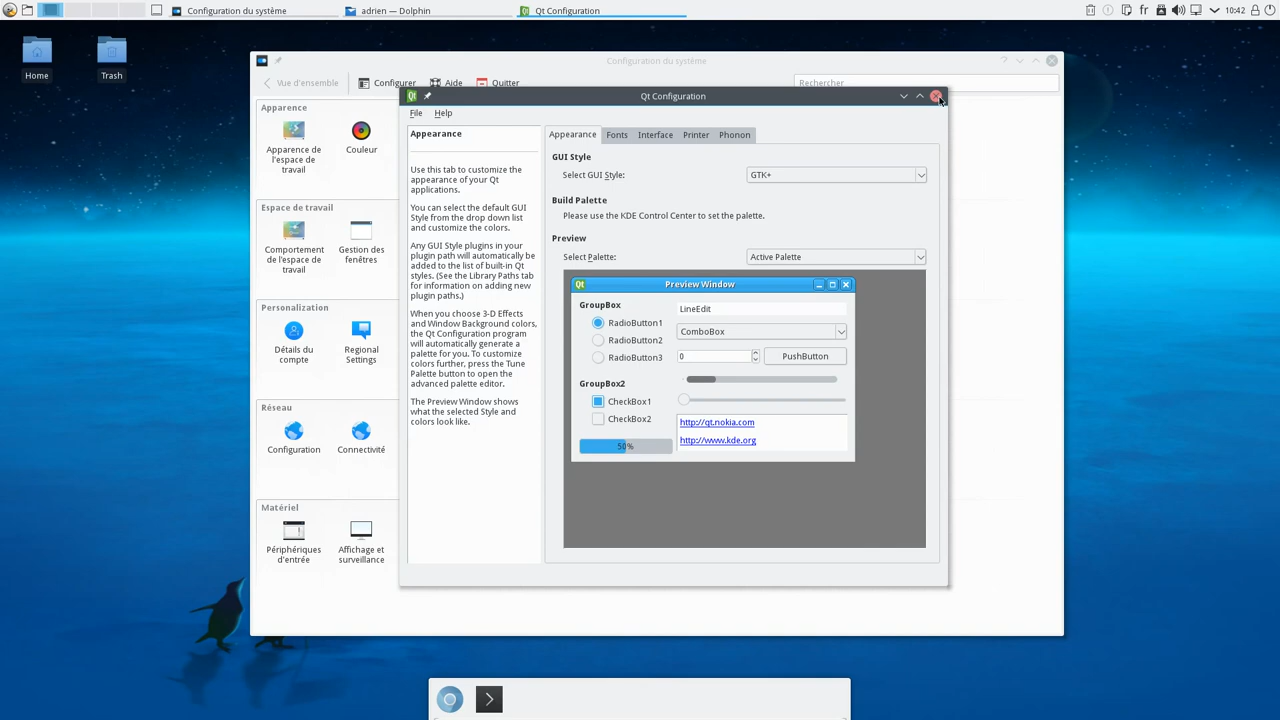 Configuration du système
adrien — Dolphin
Qt Configuration
fr
10:42
Home
Trash
Configuration du système
Vue d'ensemble
Configurer
Aide
Quitter
Rechercher
Apparence
Apparence de
l'espace de
travail
Couleur
Espace de travail
Comportement
de l'espace de
travail
Gestion des
fenêtres
Personalization
Détails du
compte
Regional
Settings
Réseau
Configuration
Connectivité
Matériel
Périphériques
d'entrée
Affichage et
surveillance
Qt Configuration
File
Help
Appearance
Use this tab to customize the
appearance of your Qt
applications.
You can select the default GUI
Style from the drop down list
and customize the colors.
Any GUI Style plugins in your
plugin path will automatically be
added to the list of built-in Qt
styles. (See the Library Paths tab
for information on adding new
plugin paths.)
When you choose 3-D Effects
and Window Background colors,
the Qt Configuration program
will automatically generate a
palette for you. To customize
colors further, press the Tune
Palette button to open the
advanced palette editor.
The Preview Window shows
what the selected Style and
colors look like.
Appearance
Fonts
Interface
Printer
Phonon
GUI Style
Select GUI Style:
GTK+
Build Palette
Please use the KDE Control Center to set the palette.
Preview
Select Palette:
Active Palette
Qt
Preview Window
GroupBox
RadioButton1
RadioButton2
RadioButton3
GroupBox2
CheckBox1
CheckBox2
50%
LineEdit
ComboBox
0
PushButton
http://qt.nokia.com
http://www.kde.org